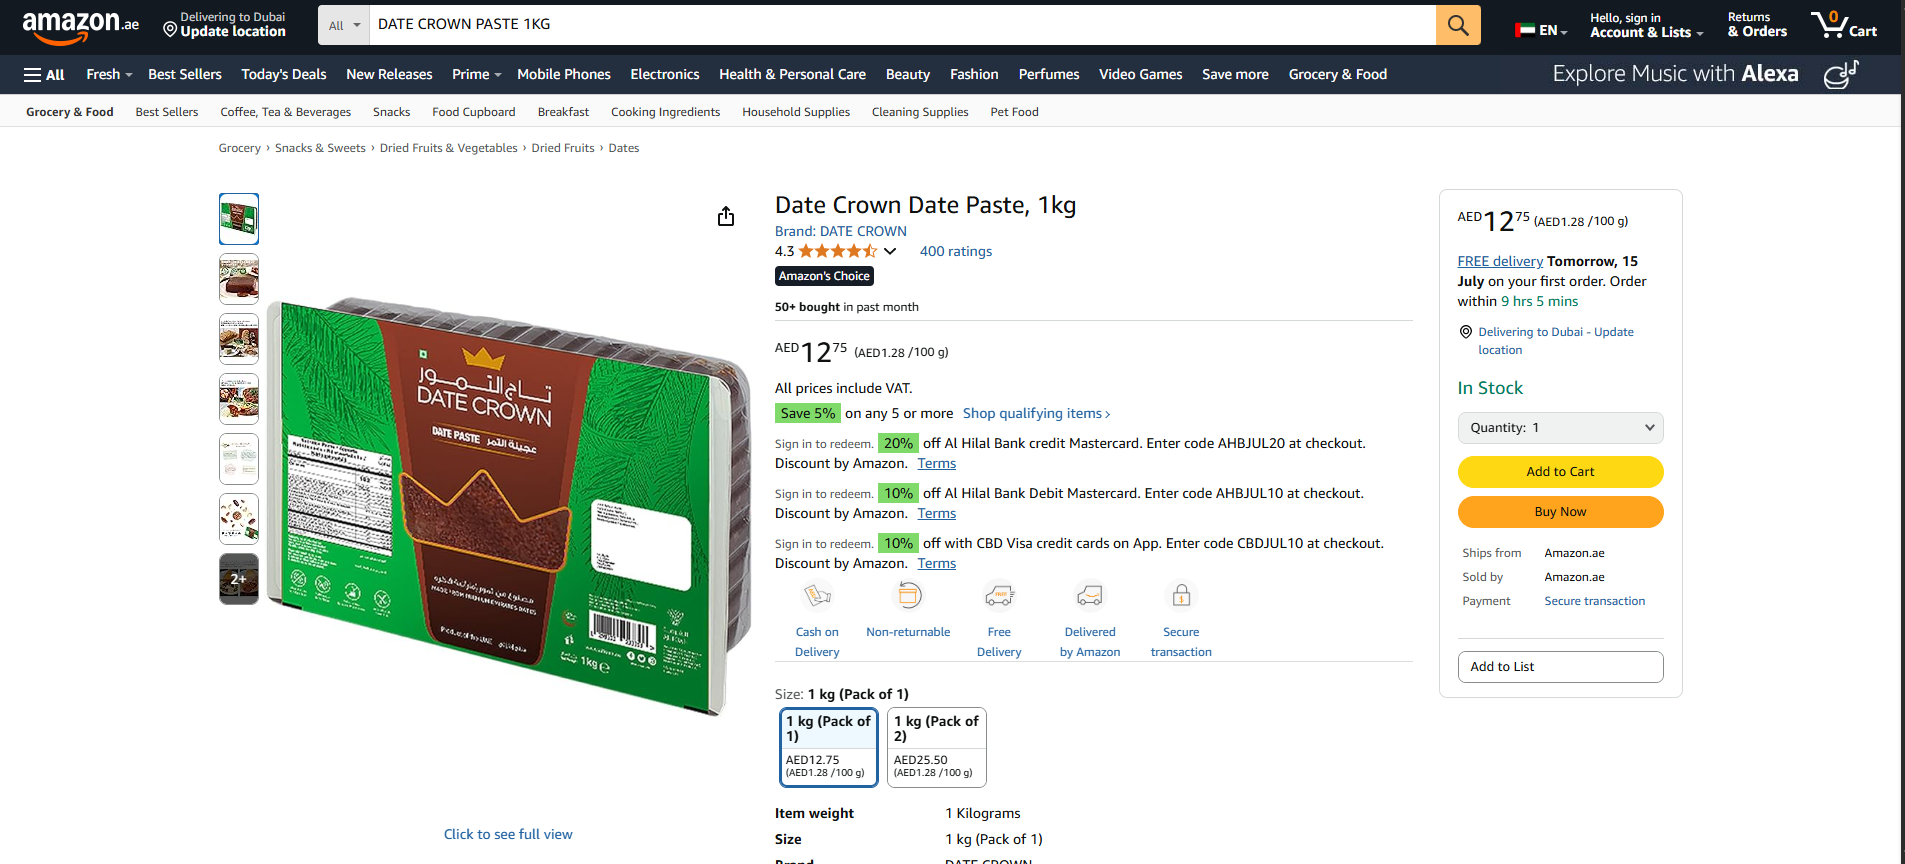 amazon.ae
Delivering to Dubai
Update location
All
DATE CROWN PASTE 1KG
EN
Hello, sign in
Account & Lists
Returns
& Orders
0
Cart
All
Fresh
Best Sellers
Today's Deals
New Releases
Prime
Mobile Phones
Electronics
Health & Personal Care
Beauty
Fashion
Perfumes
Video Games
Save more
Grocery & Food
Explore Music with Alexa
Grocery & Food
Best Sellers
Coffee, Tea & Beverages
Snacks
Food Cupboard
Breakfast
Cooking Ingredients
Household Supplies
Cleaning Supplies
Pet Food
Grocery › Snacks & Sweets › Dried Fruits & Vegetables › Dried Fruits › Dates
2+
تاج التمور
DATE CROWN
DATE PASTE عجينة التمر
MADE FROM PREMIUM EMIRATES DATES
Product of the UAE
1kg e
Click to see full view
Date Crown Date Paste, 1kg
Brand: DATE CROWN
4.3
400 ratings
Amazon's Choice
50+ bought in past month
AED12 75 (AED1.28 /100 g)
All prices include VAT.
Save 5% on any 5 or more Shop qualifying items ›
Sign in to redeem. 20% off Al Hilal Bank credit Mastercard. Enter code AHBJUL20 at checkout.
Discount by Amazon. Terms
Sign in to redeem. 10% off Al Hilal Bank Debit Mastercard. Enter code AHBJUL10 at checkout.
Discount by Amazon. Terms
Sign in to redeem. 10% off with CBD Visa credit cards on App. Enter code CBDJUL10 at checkout.
Discount by Amazon. Terms
Cash on
Delivery
Non-returnable
Free
Delivery
Delivered
by Amazon
Secure
transaction
Size: 1 kg (Pack of 1)
1 kg (Pack of
1)
AED12.75
(AED1.28 /100 g)
1 kg (Pack of
2)
AED25.50
(AED1.28 /100 g)
Item weight 1 Kilograms
Size 1 kg (Pack of 1)
Brand DATE CROWN
AED12 75 (AED1.28 /100 g)
FREE delivery Tomorrow, 15
July on your first order. Order
within 9 hrs 5 mins
Delivering to Dubai - Update
location
In Stock
Quantity: 1
Add to Cart
Buy Now
Ships from Amazon.ae
Sold by Amazon.ae
Payment Secure transaction
Add to List